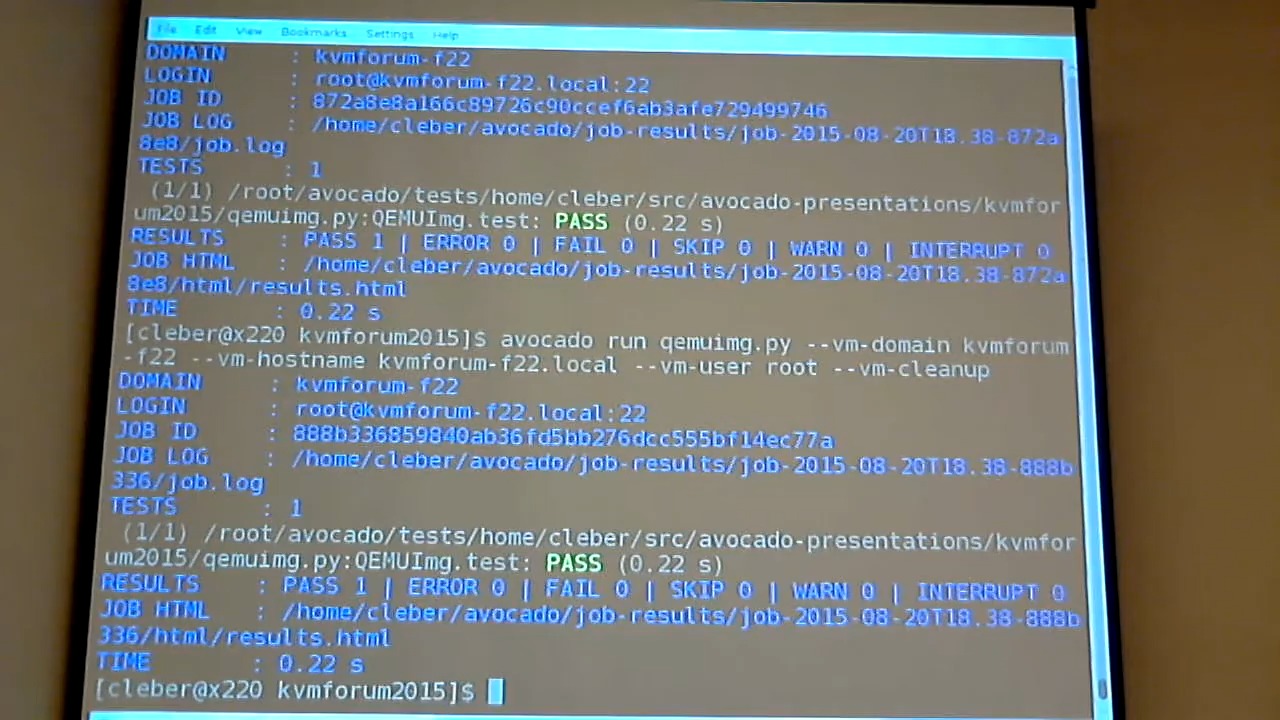 File Edit View Bookmarks Settings Help
DOMAIN : kvmforum-f22
LOGIN : root@kvmforum-f22.local:22
JOB ID : 872a8e8a166c89726c90ccef6ab3afe729499746
JOB LOG : /home/cleber/avocado/job-results/job-2015-08-20T18.38-872a
8e8/job.log
TESTS : 1
(1/1) /root/avocado/tests/home/cleber/src/avocado-presentations/kvmfor
um2015/qemuimg.py:QEMUImg.test: PASS (0.22 s)
RESULTS : PASS 1 | ERROR 0 | FAIL 0 | SKIP 0 | WARN 0 | INTERRUPT 0
JOB HTML : /home/cleber/avocado/job-results/job-2015-08-20T18.38-872a
8e8/html/results.html
TIME : 0.22 s
[cleber@x220 kvmforum2015]$ avocado run qemuimg.py --vm-domain kvmforum
-f22 --vm-hostname kvmforum-f22.local --vm-user root --vm-cleanup
DOMAIN : kvmforum-f22
LOGIN : root@kvmforum-f22.local:22
JOB ID : 888b336859840ab36fd5bb276dcc555bf14ec77a
JOB LOG : /home/cleber/avocado/job-results/job-2015-08-20T18.38-888b
336/job.log
TESTS : 1
(1/1) /root/avocado/tests/home/cleber/src/avocado-presentations/kvmfor
um2015/qemuimg.py:QEMUImg.test: PASS (0.22 s)
RESULTS : PASS 1 | ERROR 0 | FAIL 0 | SKIP 0 | WARN 0 | INTERRUPT 0
JOB HTML : /home/cleber/avocado/job-results/job-2015-08-20T18.38-888b
336/html/results.html
TIME : 0.22 s
[cleber@x220 kvmforum2015]$